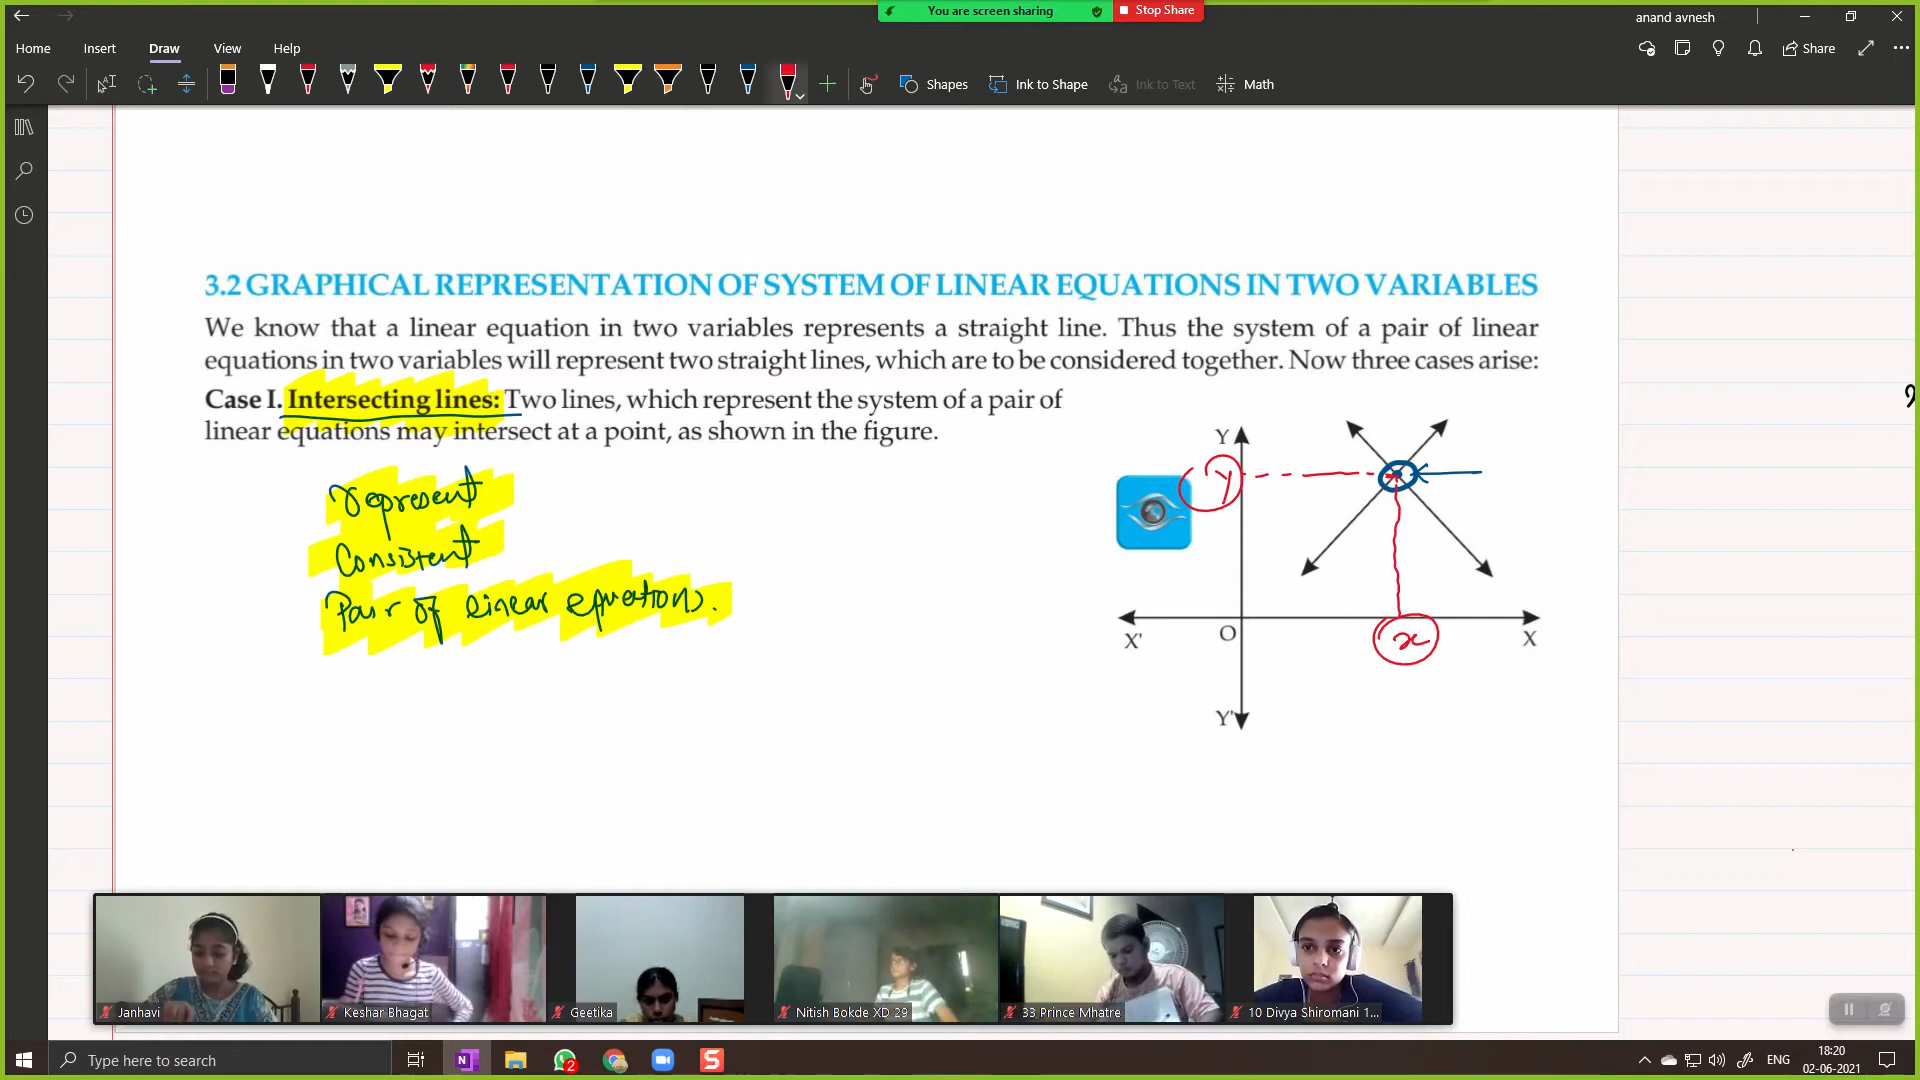 You are screen sharing
Stop Share
anand avnesh
Home Insert Draw View Help
Share
Shapes
Ink to Shape
Ink to Text
Math
3.2 GRAPHICAL REPRESENTATION OF SYSTEM OF LINEAR EQUATIONS IN TWO VARIABLES
We know that a linear equation in two variables represents a straight line. Thus the system of a pair of linear
equations in two variables will represent two straight lines, which are to be considered together. Now three cases arise:
Case I. Intersecting lines: Two lines, which represent the system of a pair of
linear equations may intersect at a point, as shown in the figure.
represent
Consistent
Pair of linear equations.
Y
y
X'
O
x
X
Y'
Janhavi
Keshar Bhagat
Geetika
Nitish Bokde XD 29
33 Prince Mhatre
10 Divya Shiromani 1...
Type here to search
N
2
S
ENG
18:20
02-06-2021